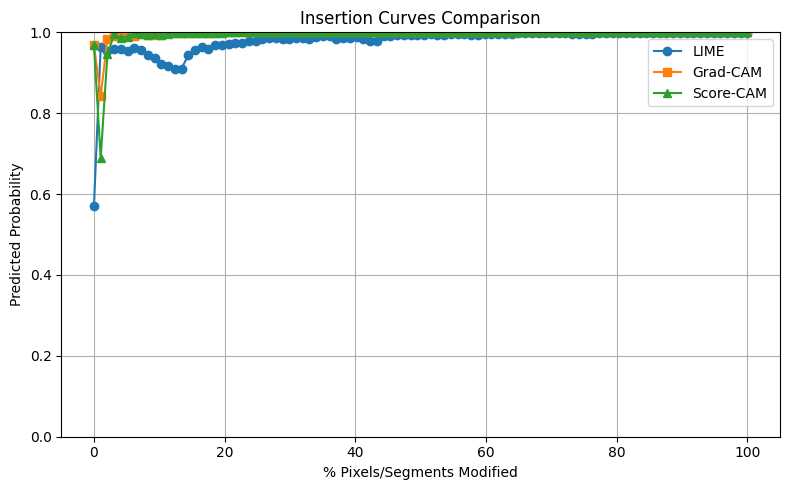 Insertion Curves Comparison
1.0
0.8
0.6
0.4
0.2
0.0
Predicted Probability
LIME
Grad-CAM
Score-CAM
0
20
40
60
80
100
% Pixels/Segments Modified